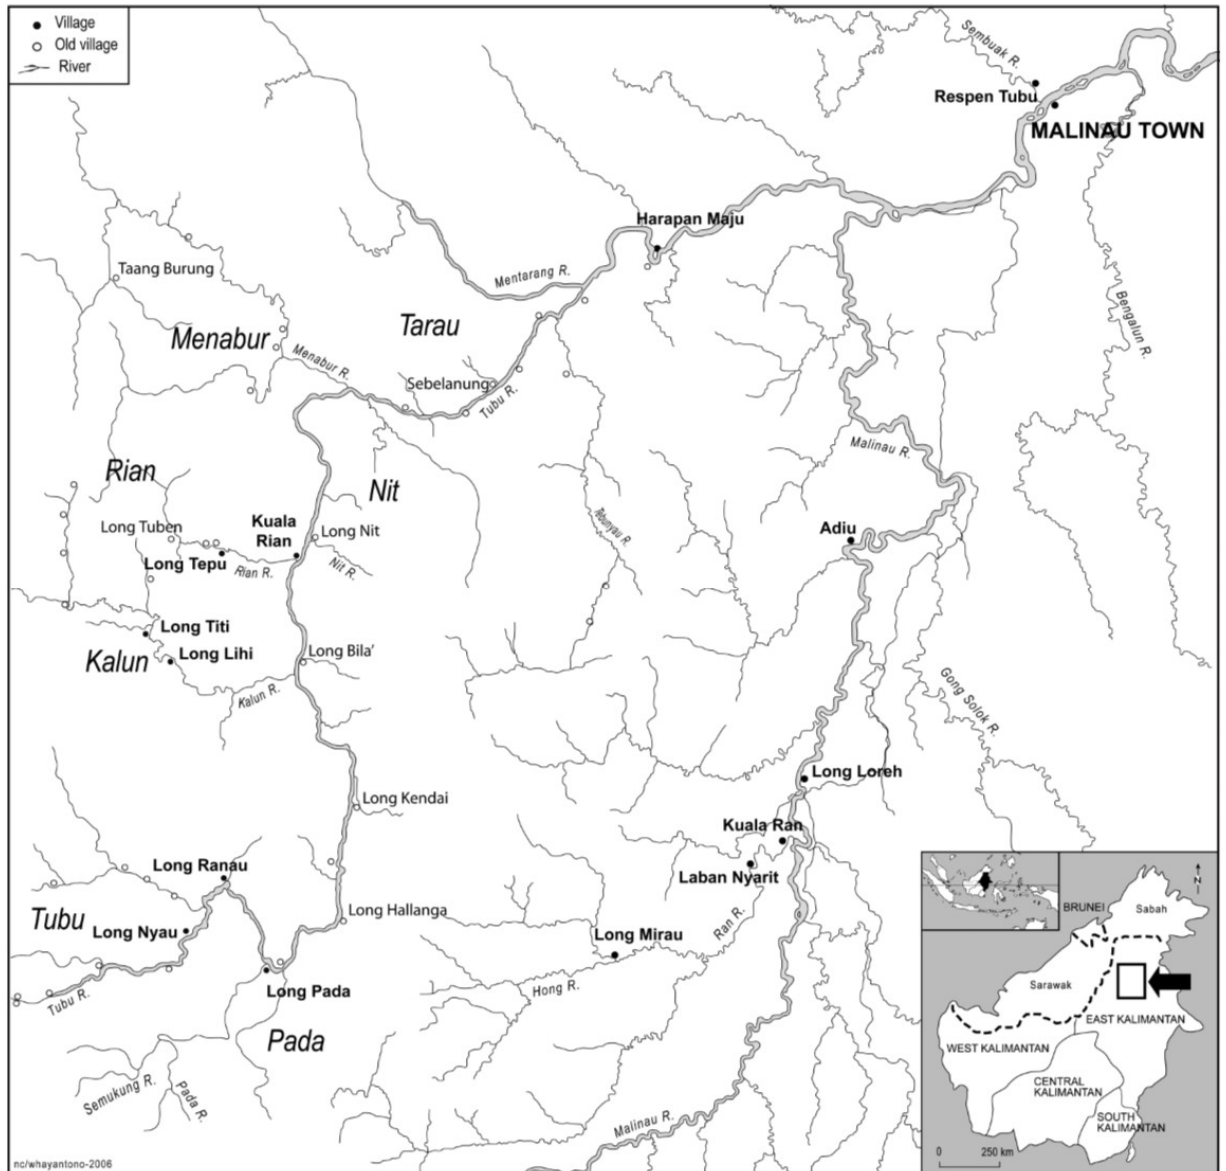 Village
Old village
River
Sembuak R.
Respen Tubu
MALINAU TOWN
Harapan Maju
Taang Burung
Mentarang R.
Tarau
Menabur
Menabur R.
Bengalun R.
Sebelanung
Tubu R.
Malinau R.
Rian
Nit
Long Tuben
Kuala
Rian
Long Nit
Adiu
Long Tepu
Rian R.
Nit R.
Long Titi
Kalun
Long Lihi
Long Bila'
Kalun R.
Gong Solok R.
Long Loreh
Long Kendai
Kuala Ran
Long Ranau
Laban Nyarit
Tubu
Long Nyau
Long Hallanga
Ran R.
Long Mirau
Tubu R.
Long Pada
Hong R.
Pada
Semukung R.
Pada R.
Malinau R.
N
BRUNEI
Sabah
Sarawak
EAST KALIMANTAN
WEST KALIMANTAN
CENTRAL
KALIMANTAN
SOUTH
KALIMANTAN
0 250 km
nc/whayantono-2006